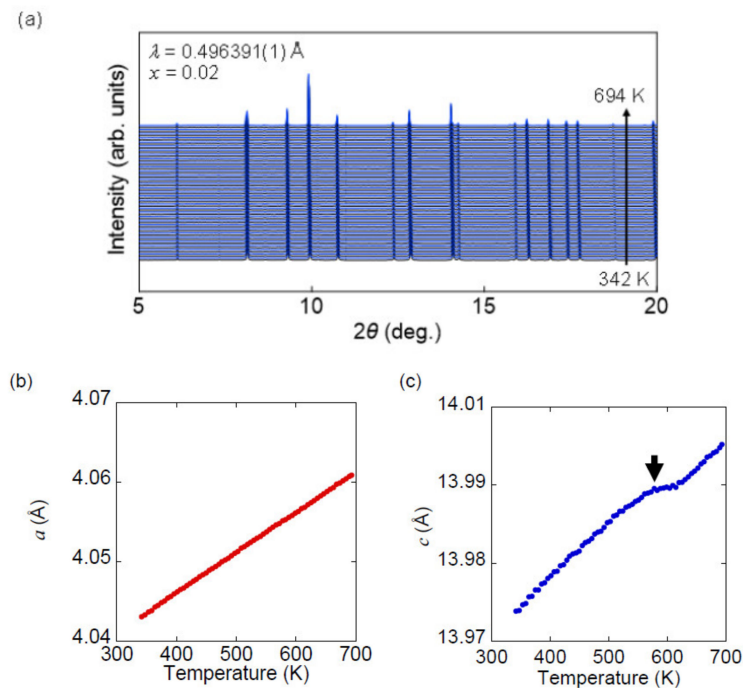 (a)
λ = 0.496391(1) Å
x = 0.02
694 K
342 K
Intensity (arb. units)
5 10 15 20
2θ (deg.)
(b)
4.07
4.06
4.05
4.04
a (Å)
300 400 500 600 700
Temperature (K)
(c)
14.01
13.99
13.98
13.97
c (Å)
300 400 500 600 700
Temperature (K)